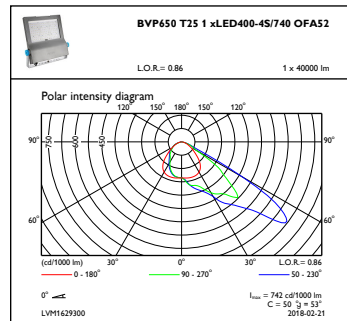 BVP650 T25 1 xLED400-4S/740 OFA52
L.O.R.= 0.86 1 x 40000 lm
Polar intensity diagram
120° 150° 180° 150° 120°
90° 750 600 450 90°
60° 60°
(cd/1000 lm) 30° 0° 30° L.O.R.= 0.86
0 - 180° 90 - 270° 50 - 230°
0°
Imax = 742 cd/1000 lm
C = 50 °g = 53°
LVM1629300 2018-02-21